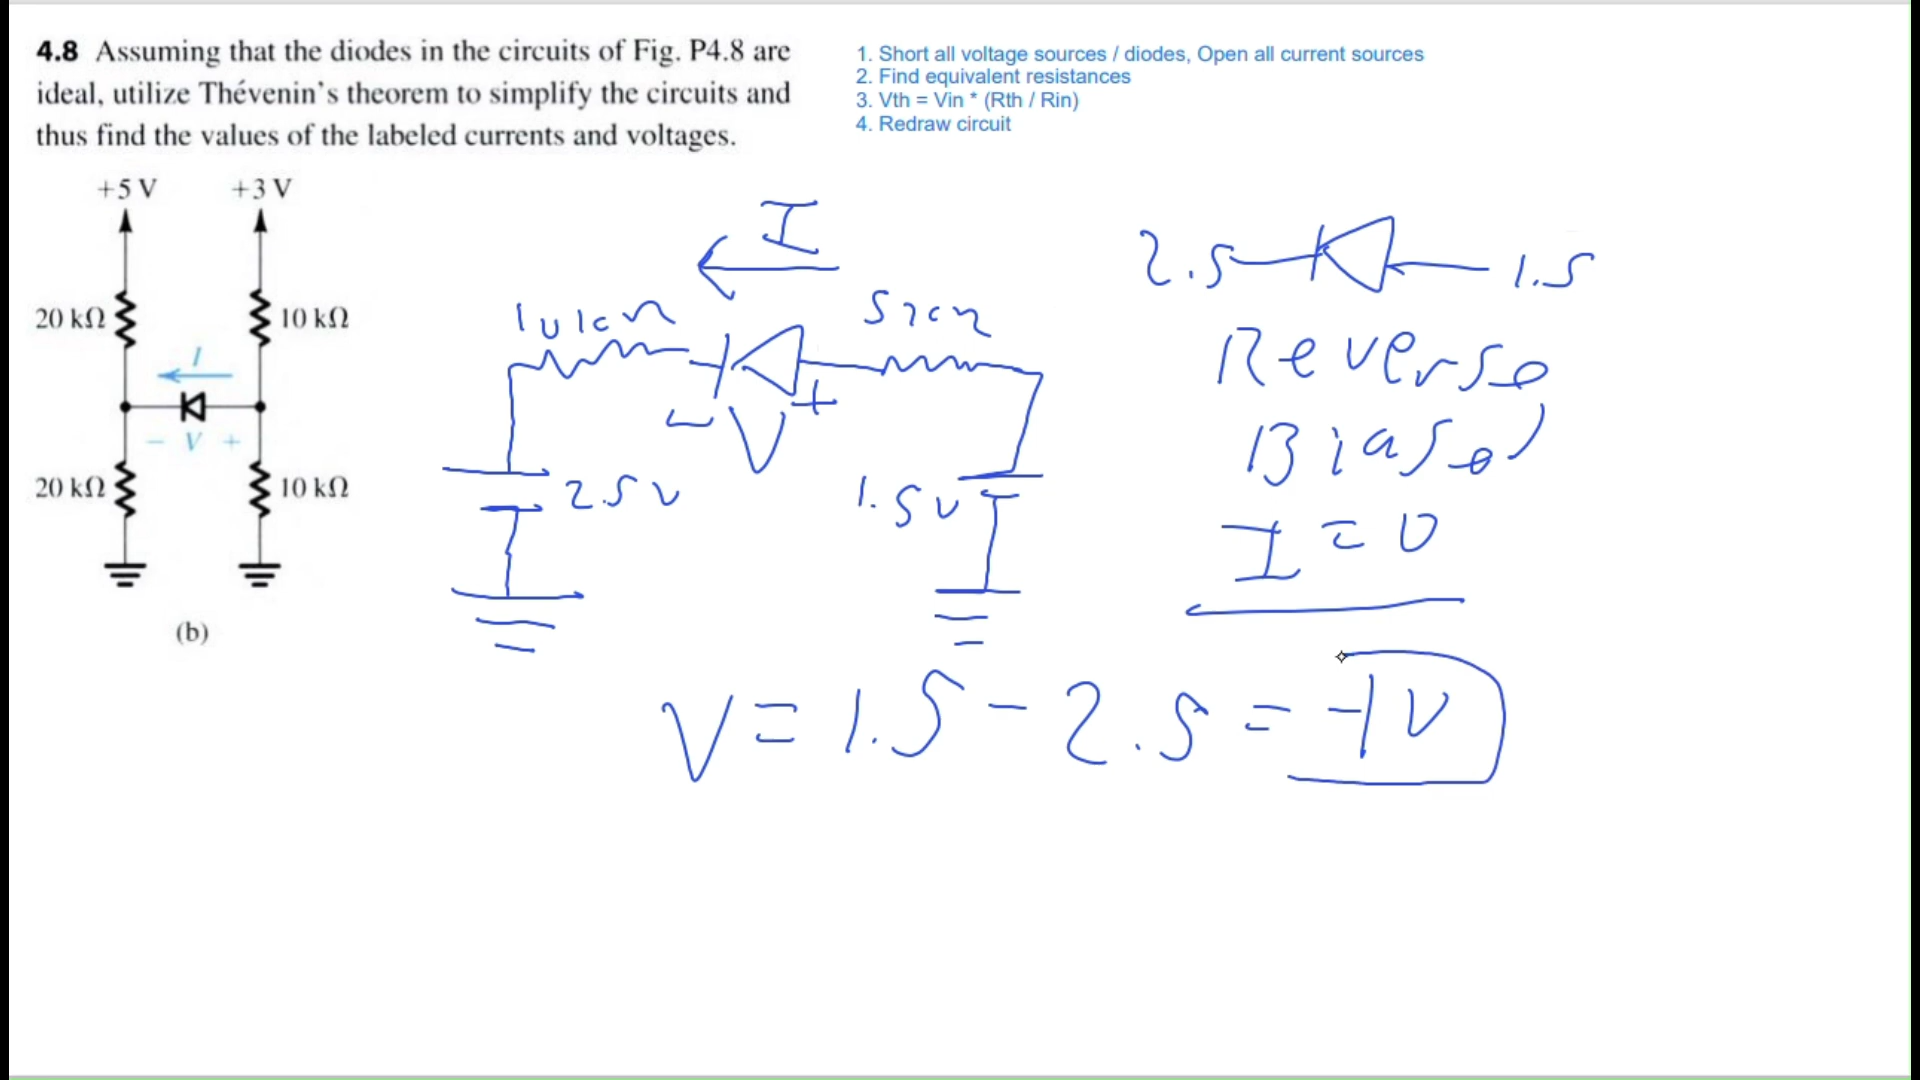 4.8 Assuming that the diodes in the circuits of Fig. P4.8 are
ideal, utilize Thévenin's theorem to simplify the circuits and
thus find the values of the labeled currents and voltages.
1. Short all voltage sources / diodes, Open all current sources
2. Find equivalent resistances
3. Vth = Vin * (Rth / Rin)
4. Redraw circuit
+5 V +3 V
20 kΩ 10 kΩ
I
− V +
20 kΩ 10 kΩ
(b)
I
10kΩ 5kΩ
- V +
2.5V 1.5V
2.5 1.5
Reverse
Biased
I = 0
V = 1.5 - 2.5 = -1V